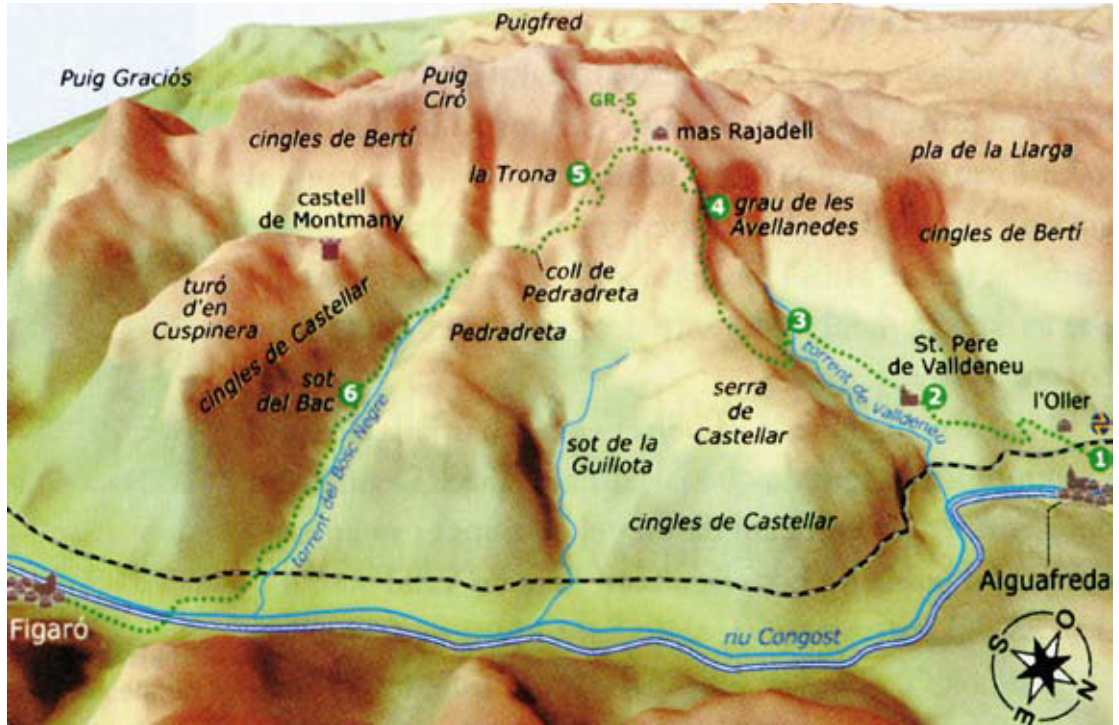 Puigfred
Puig Graciós
Puig
Ciró
GR-5
cingles de Bertí
mas Rajadell
pla de la Llarga
la Trona
5
castell
de Montmany
4
grau de les
Avellanedes
cingles de Bertí
turó
d'en
Cuspinera
coll de
Pedradreta
cingles de Castellar
Pedradreta
3
St. Pere
de Valldeneu
torrent de Valldeneu
2
l'Oller
1
sot
del Bac
6
torrent del Bosc Negre
serra
de
Castellar
sot de la
Guillota
cingles de Castellar
Aiguafreda
Figaró
nu Congost
O
S
N
E